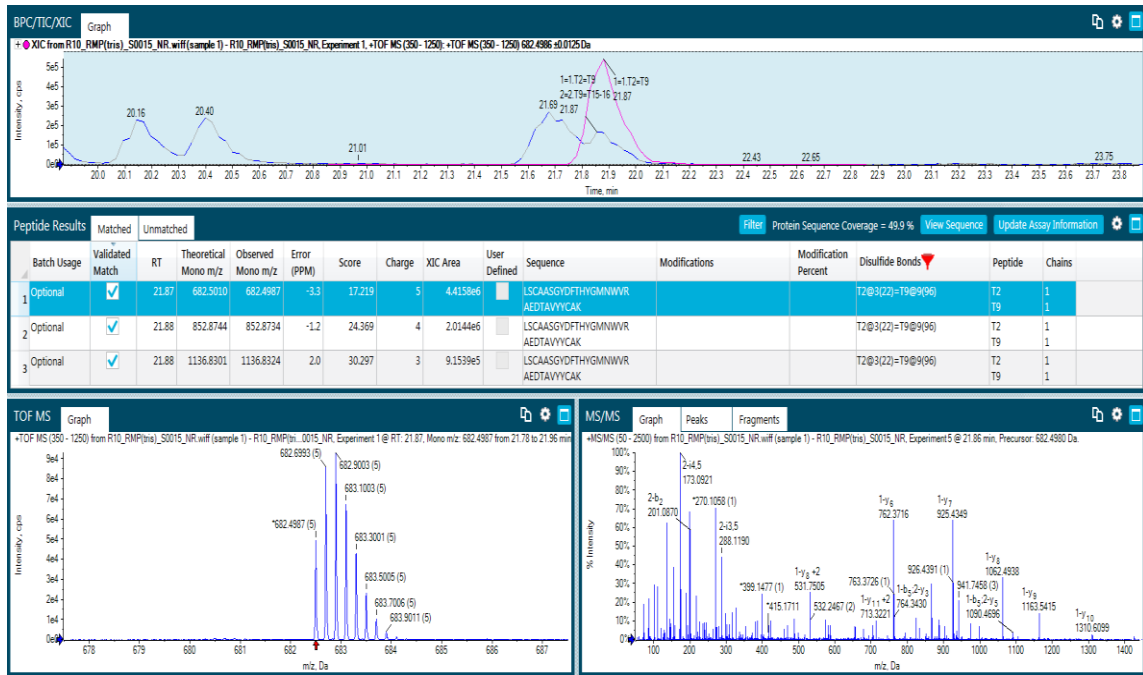 BPC/TIC/XIC Graph
+ XIC from R10_RMP(tris)_S0015_NR.wiff (sample 1) - R10_RMP(tris)_S0015_NR, Experiment 1, +TOF MS (350 - 1250): +TOF MS (350 - 1250) 682.4986 ±0.0125 Da
Intensity, cps
5e5
4e5
3e5
2e5
1e5
0e0
20.16
20.40
21.01
21.69
1=1.T2=T9
2=2.T9=T15-16
21.87
1=1.T2=T9
21.87
22.43
22.65
23.75
20.0 20.1 20.2 20.3 20.4 20.5 20.6 20.7 20.8 20.9 21.0 21.1 21.2 21.3 21.4 21.5 21.6 21.7 21.8 21.9 22.0 22.1 22.2 22.3 22.4 22.5 22.6 22.7 22.8 22.9 23.0 23.1 23.2 23.3 23.4 23.5 23.6 23.7 23.8
Time, min
Peptide Results Matched Unmatched Filter Protein Sequence Coverage = 49.9 % View Sequence Update Assay Information
Batch Usage Validated Match RT Theoretical Mono m/z Observed Mono m/z Error (PPM) Score Charge XIC Area User Defined Sequence Modifications Modification Percent Disulfide Bonds Peptide Chains
1 Optional 21.87 682.5010 682.4987 -3.3 17.219 5 4.4158e6 LSCAASGYDFTHYGMNWVR T2@3(22)=T9@9(96) T2 1
AEDTAVYYCAK T9 1
2 Optional 21.88 852.8744 852.8734 -1.2 24.369 4 2.0144e6 LSCAASGYDFTHYGMNWVR T2@3(22)=T9@9(96) T2 1
AEDTAVYYCAK T9 1
3 Optional 21.88 1136.8301 1136.8324 2.0 30.297 3 9.1539e5 LSCAASGYDFTHYGMNWVR T2@3(22)=T9@9(96) T2 1
AEDTAVYYCAK T9 1
TOF MS Graph
+TOF MS (350 - 1250) from R10_RMP(tris)_S0015_NR.wiff (sample 1) - R10_RMP(tri...0015_NR, Experiment 1 @ RT: 21.87, Mono m/z: 682.4987 from 21.78 to 21.96 min
Intensity, cps
9e4
8e4
7e4
6e4
5e4
4e4
3e4
2e4
1e4
0e0
682.6993 (5)
682.9003 (5)
683.1003 (5)
*682.4987 (5)
683.3001 (5)
683.5005 (5)
683.7006 (5)
683.9011 (5)
678 679 680 681 682 683 684 685 686 687
m/z, Da
MS/MS Graph Peaks Fragments
+MS/MS (50 - 2500) from R10_RMP(tris)_S0015_NR.wiff (sample 1) - R10_RMP(tris)_S0015_NR, Experiment 5 @ 21.86 min, Precursor: 682.4980 Da.
% Intensity
100%
90%
80%
70%
60%
50%
40%
30%
20%
10%
0%
2-i4,5
173.0921
2-b2
201.0870
*270.1058 (1)
2-i3,5
288.1190
*399.1477 (1)
*415.1711
1-y8 +2
531.7505
532.2467 (2)
1-y11 +2
713.3221
1-y6
762.3716
763.3726 (1)
1-b5;2-y3
764.3430
1-y7
925.4349
926.4391 (1)
941.7458 (3)
1-y8
1062.4938
1-b5;2-y5
1090.4696
1-y9
1163.5415
1-y10
1310.6099
100 200 300 400 500 600 700 800 900 1000 1100 1200 1300 1400
m/z, Da